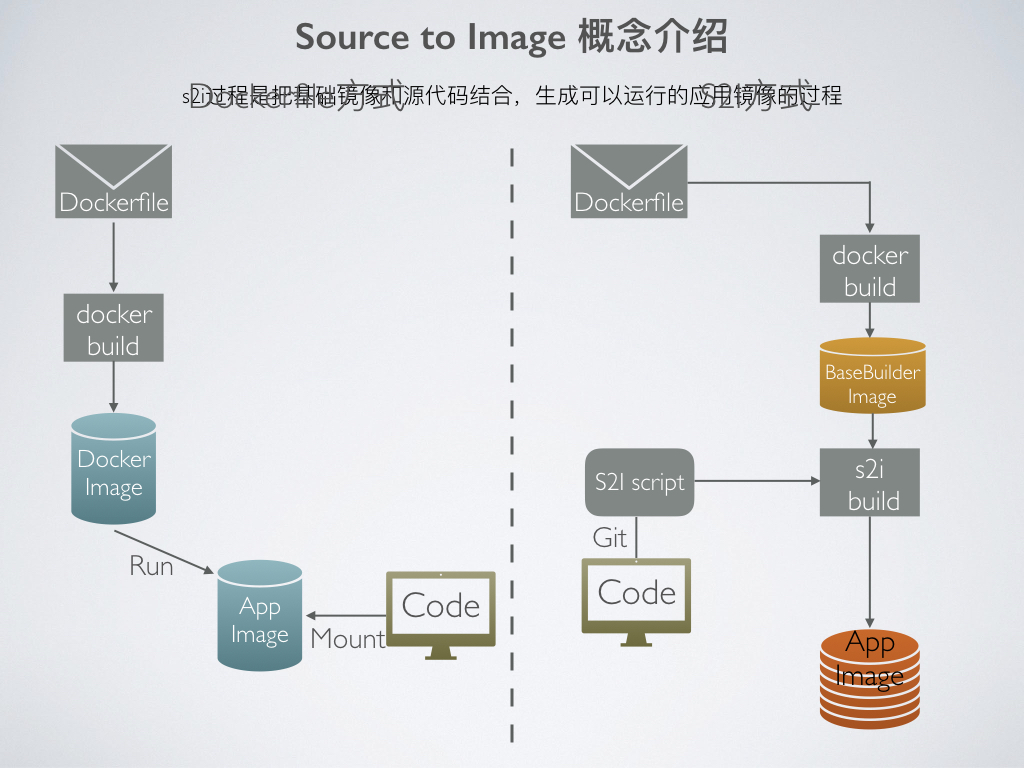 Source to Image 概念介绍
Dockerfile方式
s2i过程是把基础镜像和源代码结合，生成可以运行的应用镜像的过程
S2I方式
Dockerfile
docker
build
Docker
Image
Run
App
Image
Mount
Code
Dockerfile
docker
build
BaseBuilder
Image
S2I script
s2i
build
Git
Code
App
Image